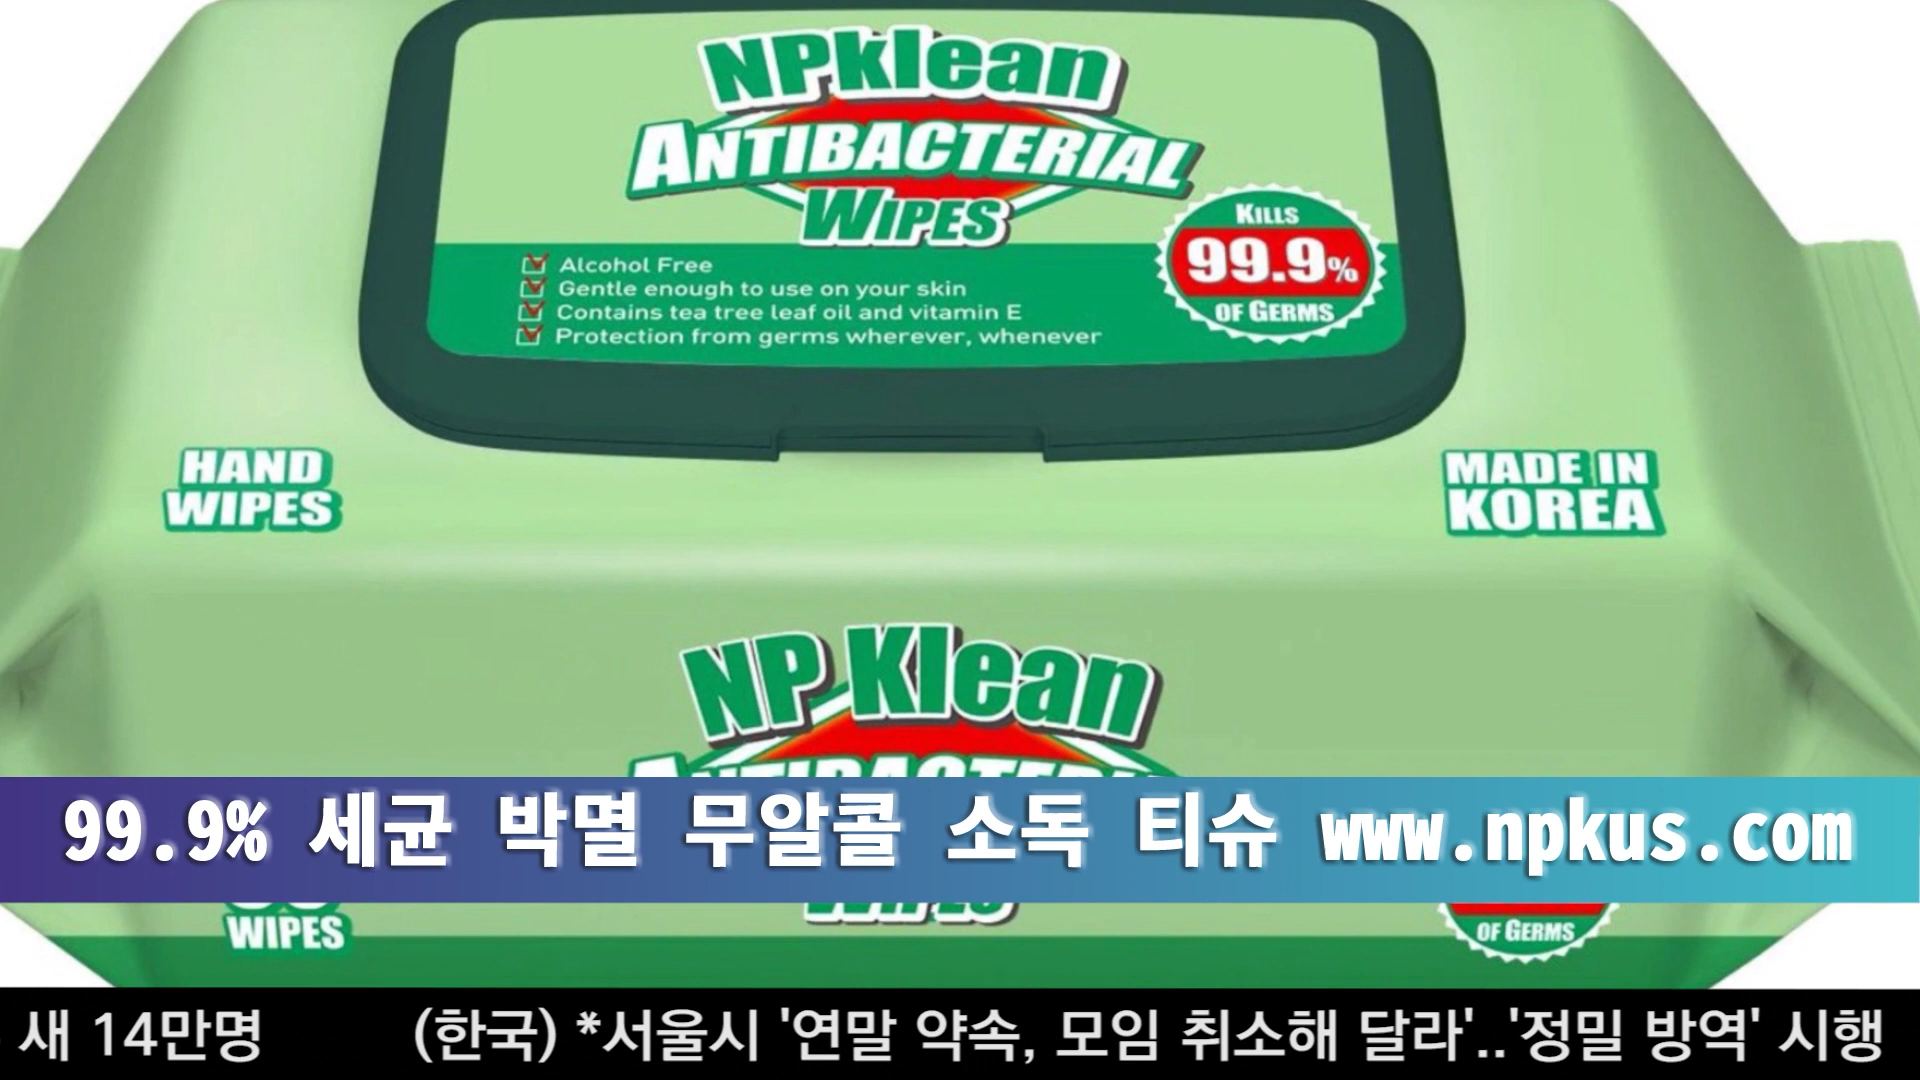 NPklean
ANTIBACTERIAL
WIPES
Alcohol Free
Gentle enough to use on your skin
Contains tea tree leaf oil and vitamin E
Protection from germs wherever, whenever
KILLS
99.9%
OF GERMS
HAND
WIPES
MADE IN
KOREA
NP Klean
ANTIBACTERIAL
99.9% 세균 박멸 무알콜 소독 티슈 www.npkus.com
WIPES
WIPES
OF GERMS
새 14만명 (한국) *서울시 '연말 약속, 모임 취소해 달라'..'정밀 방역' 시행